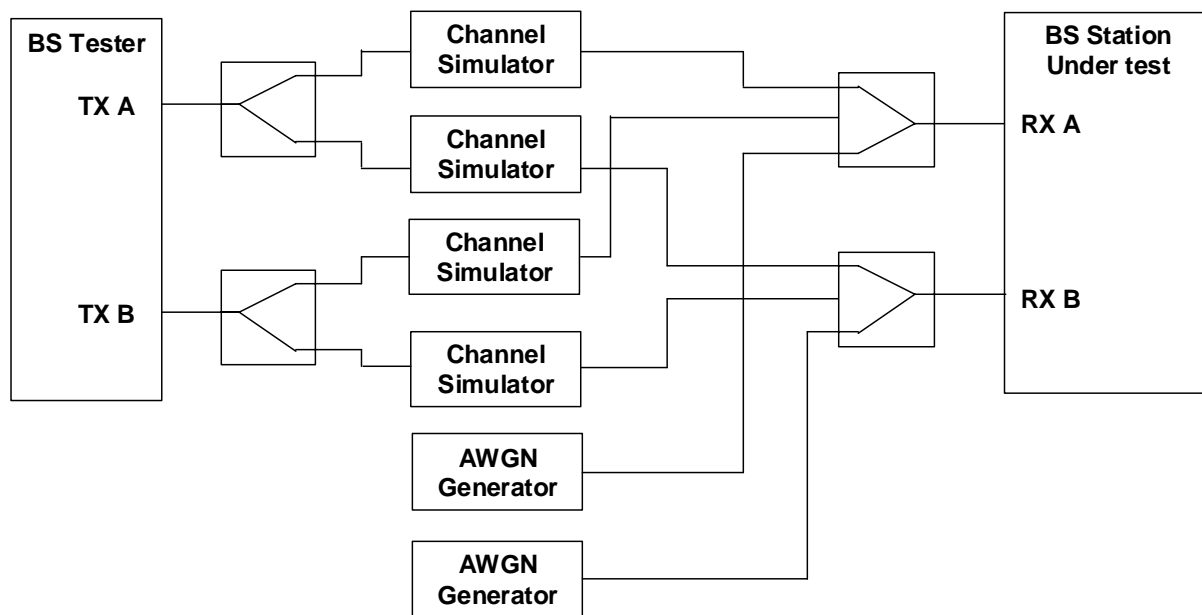 BS Tester
TX A
TX B
Channel
Simulator
Channel
Simulator
Channel
Simulator
Channel
Simulator
AWGN
Generator
AWGN
Generator
BS Station
Under test
RX A
RX B